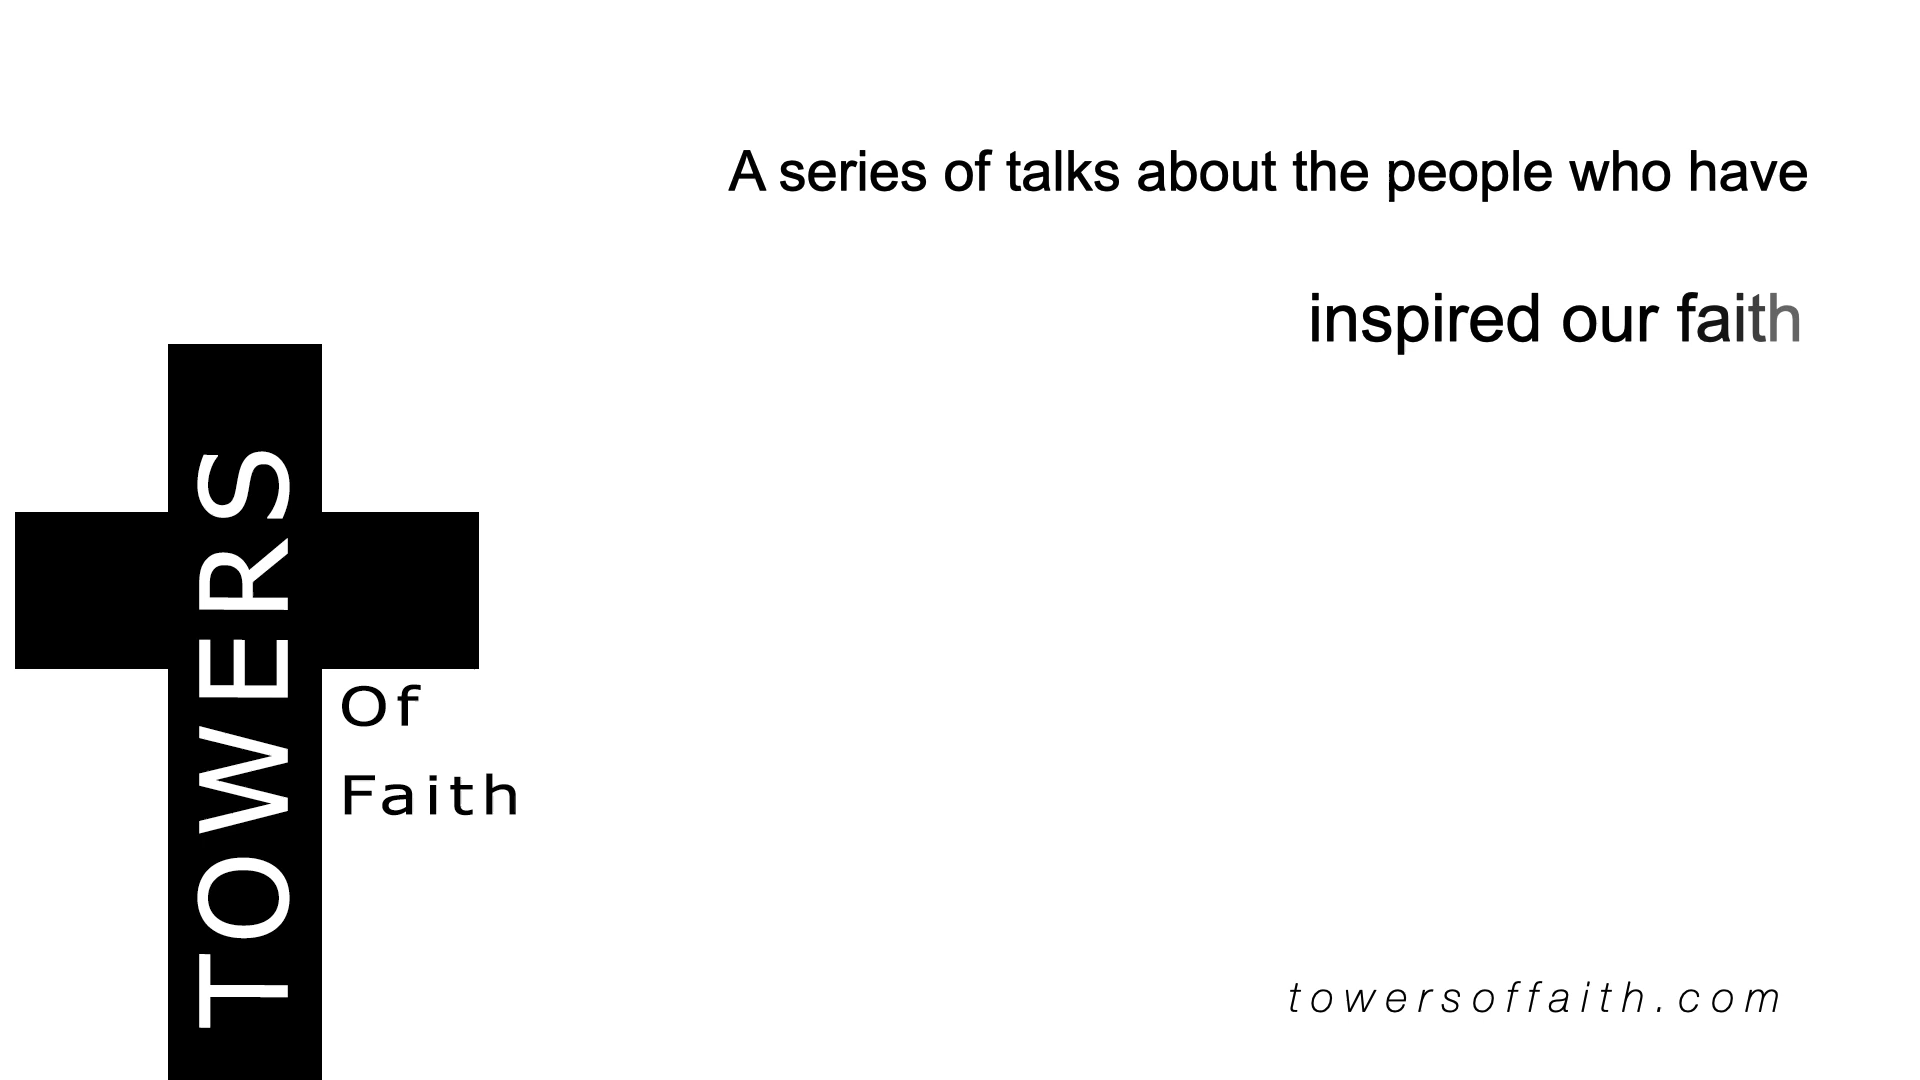 A series of talks about the people who have
inspired our faith
TOWERS
Of
Faith
towersoffaith.com